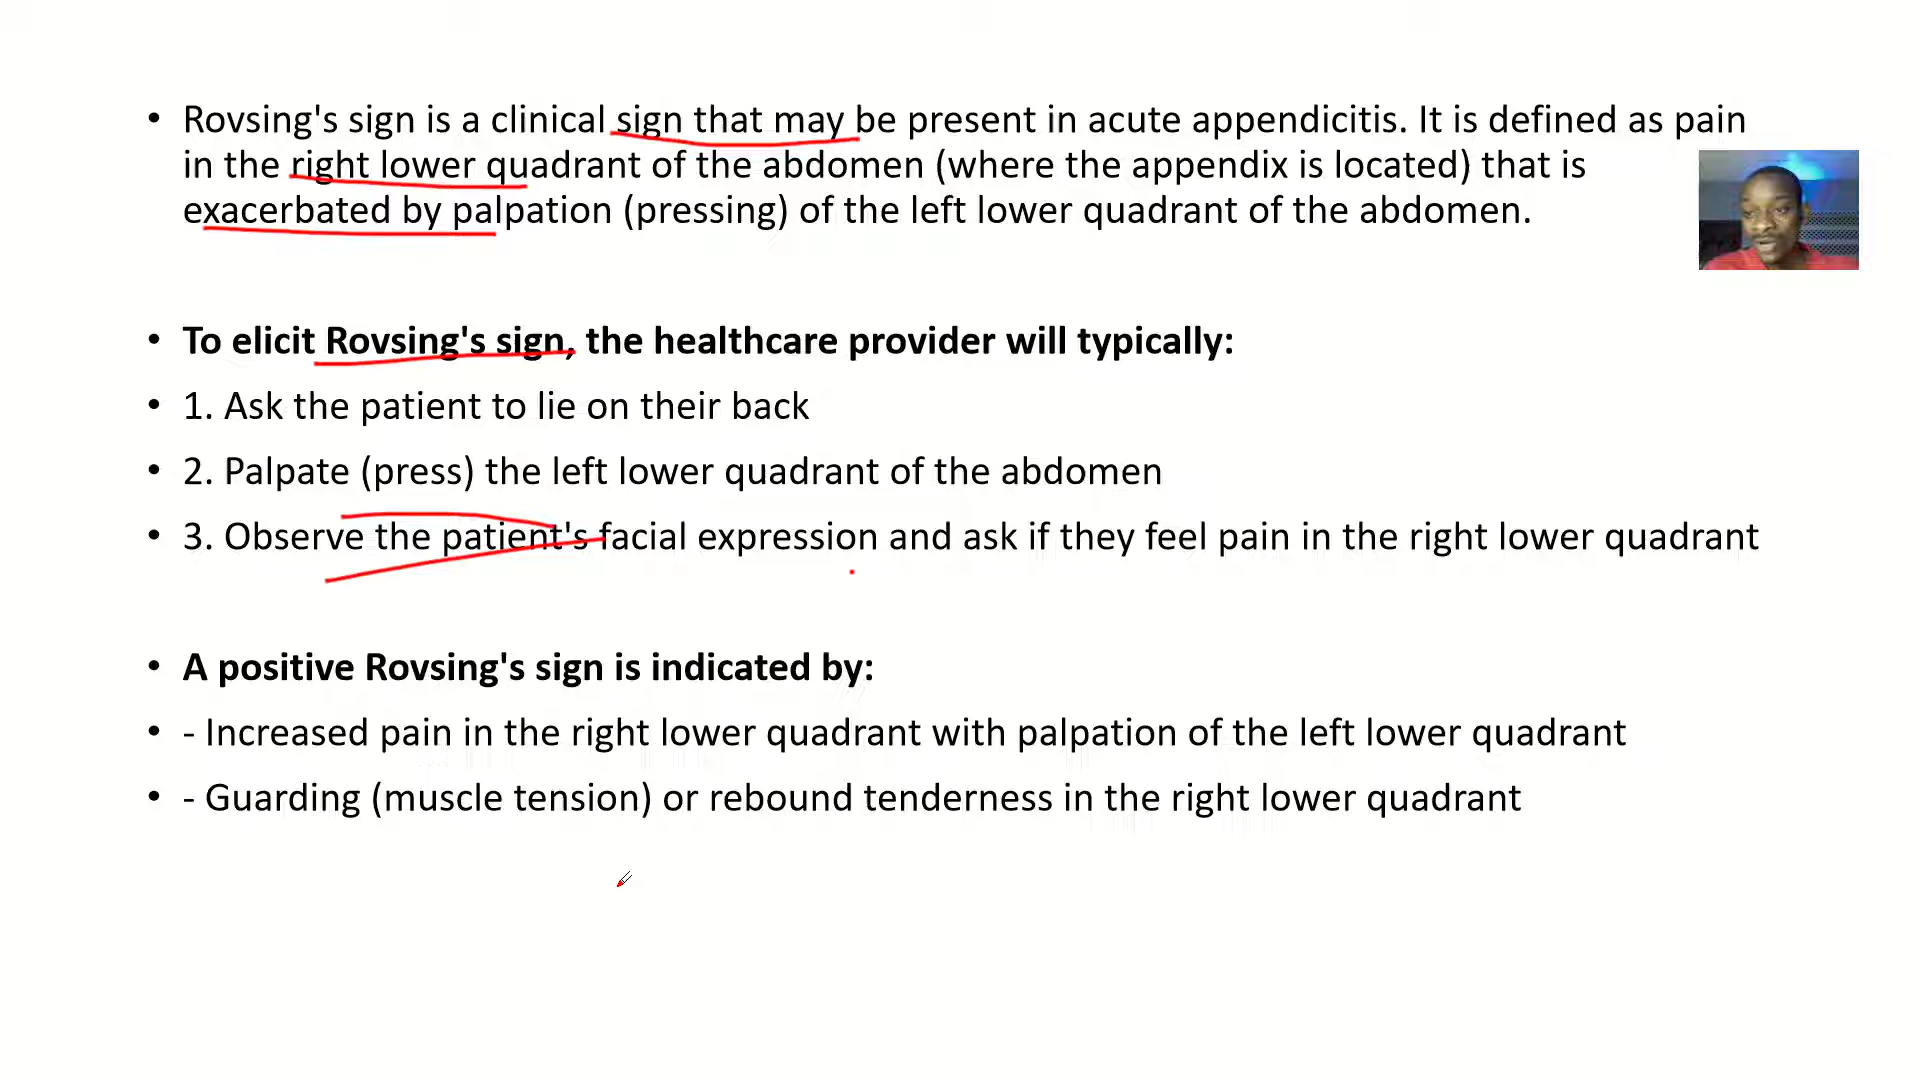 • Rovsing's sign is a clinical sign that may be present in acute appendicitis. It is defined as pain
in the right lower quadrant of the abdomen (where the appendix is located) that is
exacerbated by palpation (pressing) of the left lower quadrant of the abdomen.
• To elicit Rovsing's sign, the healthcare provider will typically:
• 1. Ask the patient to lie on their back
• 2. Palpate (press) the left lower quadrant of the abdomen
• 3. Observe the patient's facial expression and ask if they feel pain in the right lower quadrant
• A positive Rovsing's sign is indicated by:
• - Increased pain in the right lower quadrant with palpation of the left lower quadrant
• - Guarding (muscle tension) or rebound tenderness in the right lower quadrant